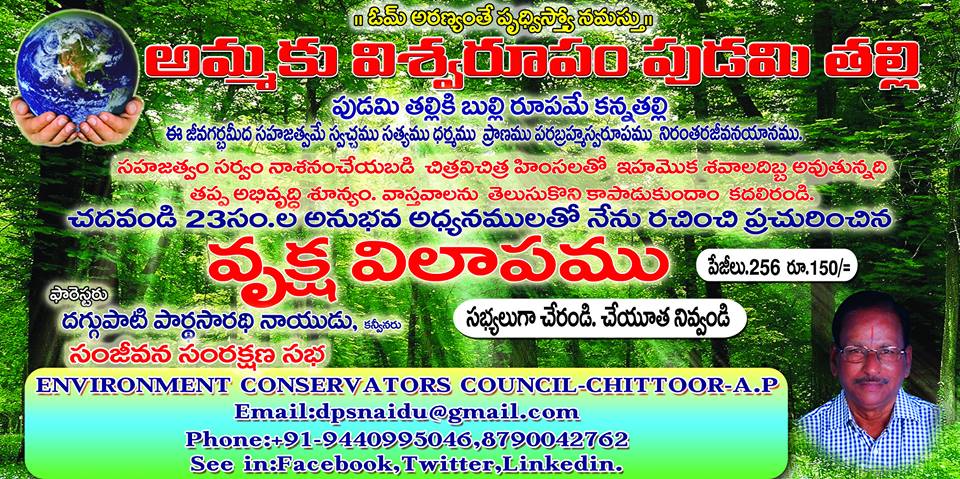 ॥ ఓమ్ అరణ్యంతే పృద్విస్త్యో నమస్తు ॥
అమ్మకు విశ్వరూపం పుడమి తల్లి
పుడమి తల్లికి బుల్లి రూపమే కన్నతల్లి
ఈ జీవగర్భమీద సహజత్వమే స్వచ్ఛము సత్యము ధర్మము ప్రాణము పరబ్రహ్మస్వరూపము నిరంతరజీవనయానము.
సహజత్వం సర్వం నాశనంచేయబడి చిత్రవిచిత్ర హింసలతో ఇహమొక శవాలదిబ్బ అవుతున్నది
తప్ప అభివృద్ధి శూన్యం. వాస్తవాలను తెలుసుకొని కాపాడుకుందాం కదలిరండి.
చదవండి 23సం.ల అనుభవ అధ్యనములతో నేను రచించి ప్రచురించిన
వృక్ష విలాపము
పేజీలు.256 రూ.150/=
ఫారెస్టరు
దగ్గుపాటి పార్థసారథి నాయుడు, కన్వీనరు
సభ్యులుగా చేరండి. చేయూత నివ్వండి
సంజీవన సంరక్షణ సభ
ENVIRONMENT CONSERVATORS COUNCIL-CHITTOOR-A.P
Email:dpsnaidu@gmail.com
Phone:+91-9440995046,8790042762
See in:Facebook,Twitter,Linkedin.